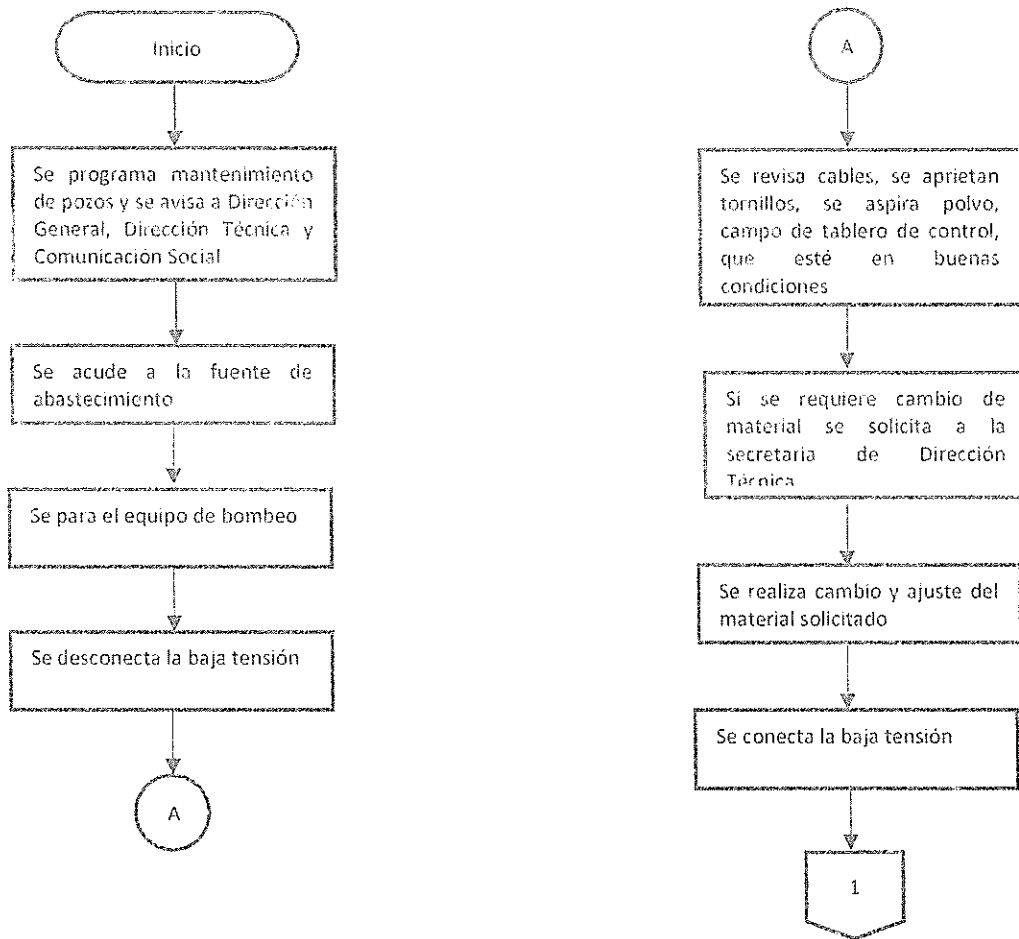 Inicio
Se programa mantenimiento
de pozos y se avisa a Dirección
General, Dirección Técnica y
Comunicación Social
Se acude a la fuente de
abastecimiento
Se para el equipo de bombeo
Se desconecta la baja tensión
A
A
Se revisa cables, se aprietan
tornillos, se aspira polvo,
campo de tablero de control,
que esté en buenas
condiciones
Si se requiere cambio de
material se solicita a la
secretaria de Dirección
Técnica
Se realiza cambio y ajuste del
material solicitado
Se conecta la baja tensión
1